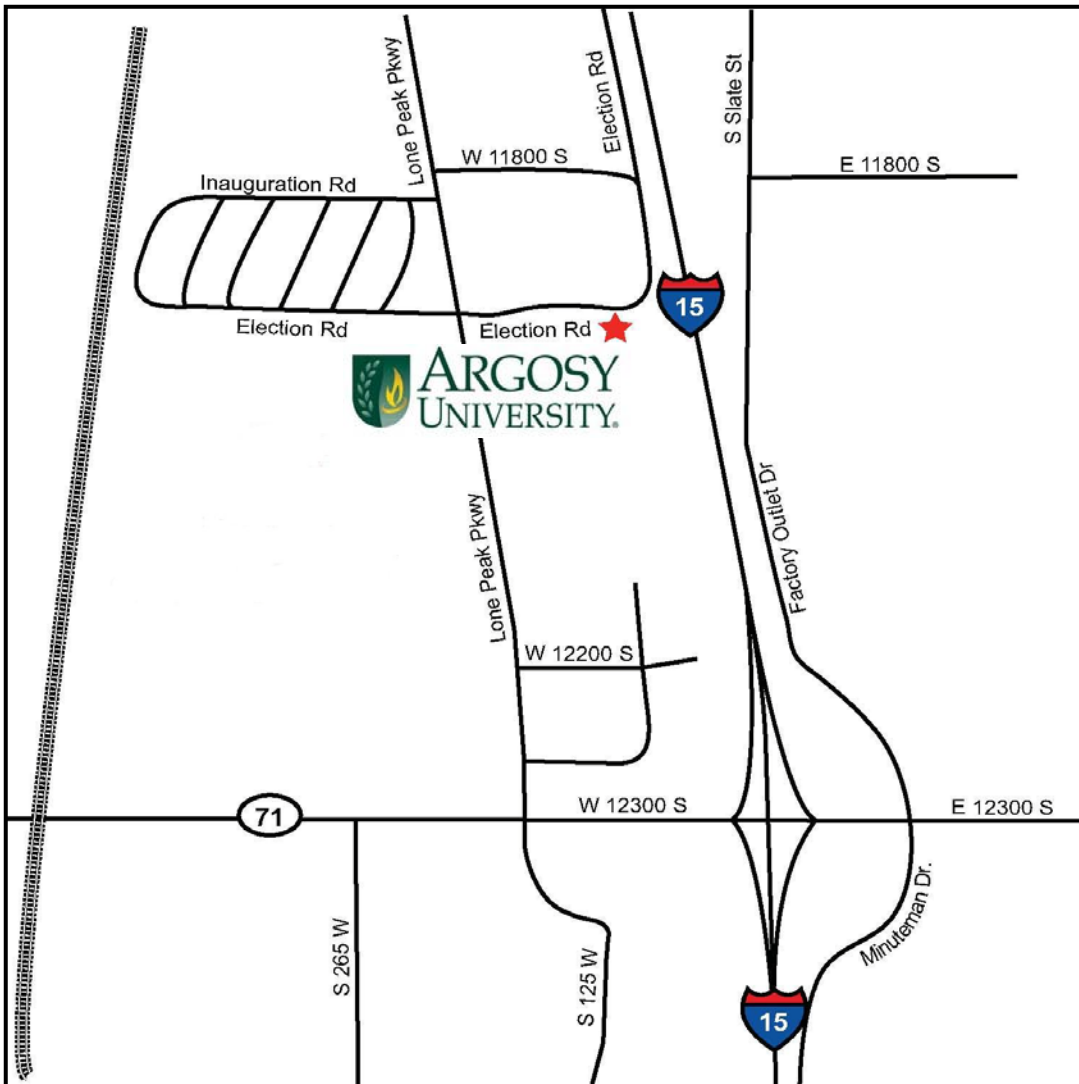 Lone Peak Pkwy
Election Rd
S Slate St
W 11800 S
E 11800 S
Inauguration Rd
15
Election Rd
Election Rd
ARGOSY
UNIVERSITY.
Factory Outlet Dr
Lone Peak Pkwy
W 12200 S
71
W 12300 S
E 12300 S
Minuteman Dr.
S 265 W
S 125 W
15